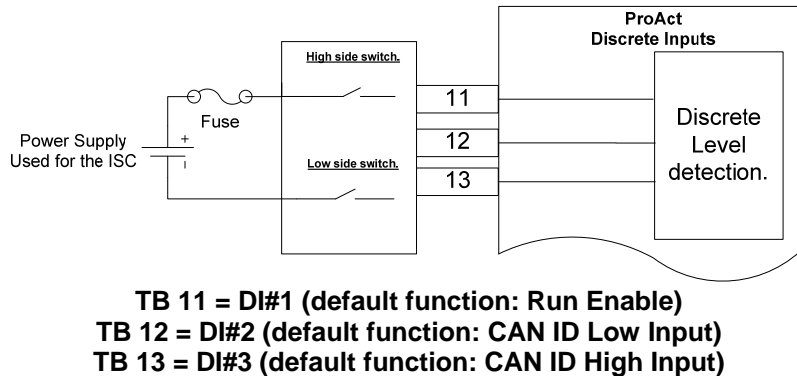 ProAct
Discrete Inputs
High side switch.
11
Fuse
12
Discrete
Level
detection.
Power Supply
Used for the ISC
+
Low side switch.
13
TB 11 = DI#1 (default function: Run Enable)
TB 12 = DI#2 (default function: CAN ID Low Input)
TB 13 = DI#3 (default function: CAN ID High Input)